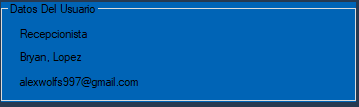 Datos Del Usuario
Recepcionista
Bryan, Lopez
alexwolfs997@gmail.com